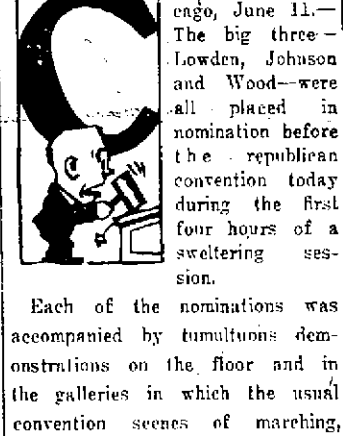 C
cago, June 11.—
The big three—
Lowden, Johnson
and Wood—were
all placed in
nomination before
the republican
convention today
during the first
four hours of a
sweltering ses-
sion.
Each of the nominations was
accompanied by tumultuous dem-
onstrations on the floor and in
the galleries in which the usual
convention scenes of marching,